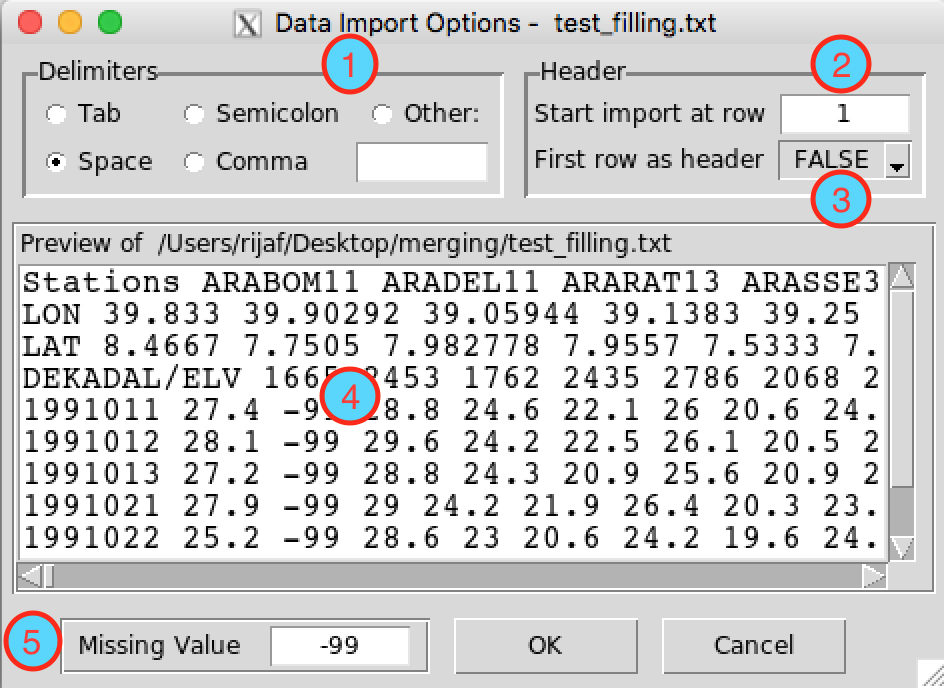 Data Import Options - test_filling.txt
Delimiters
1
Tab
Semicolon
Other:
Space
Comma
Header
2
Start import at row 1
First row as header FALSE
3
Preview of /Users/rijaf/Desktop/merging/test_filling.txt
Stations ARABOM11 ARADEL11 ARARAT13 ARASSE3
LON 39.833 39.90292 39.05944 39.1383 39.25
LAT 8.4667 7.7505 7.982778 7.9557 7.5333 7.
DEKADAL/ELV 1665 2453 1762 2435 2786 2068 2
4
1991011 27.4 -99 28.8 24.6 22.1 26 20.6 24.
1991012 28.1 -99 29.6 24.2 22.5 26.1 20.5 2
1991013 27.2 -99 28.8 24.3 20.9 25.6 20.9 2
1991021 27.9 -99 29 24.2 21.9 26.4 20.3 23.
1991022 25.2 -99 28.6 23 20.6 24.2 19.6 24.
5
Missing Value -99
OK
Cancel